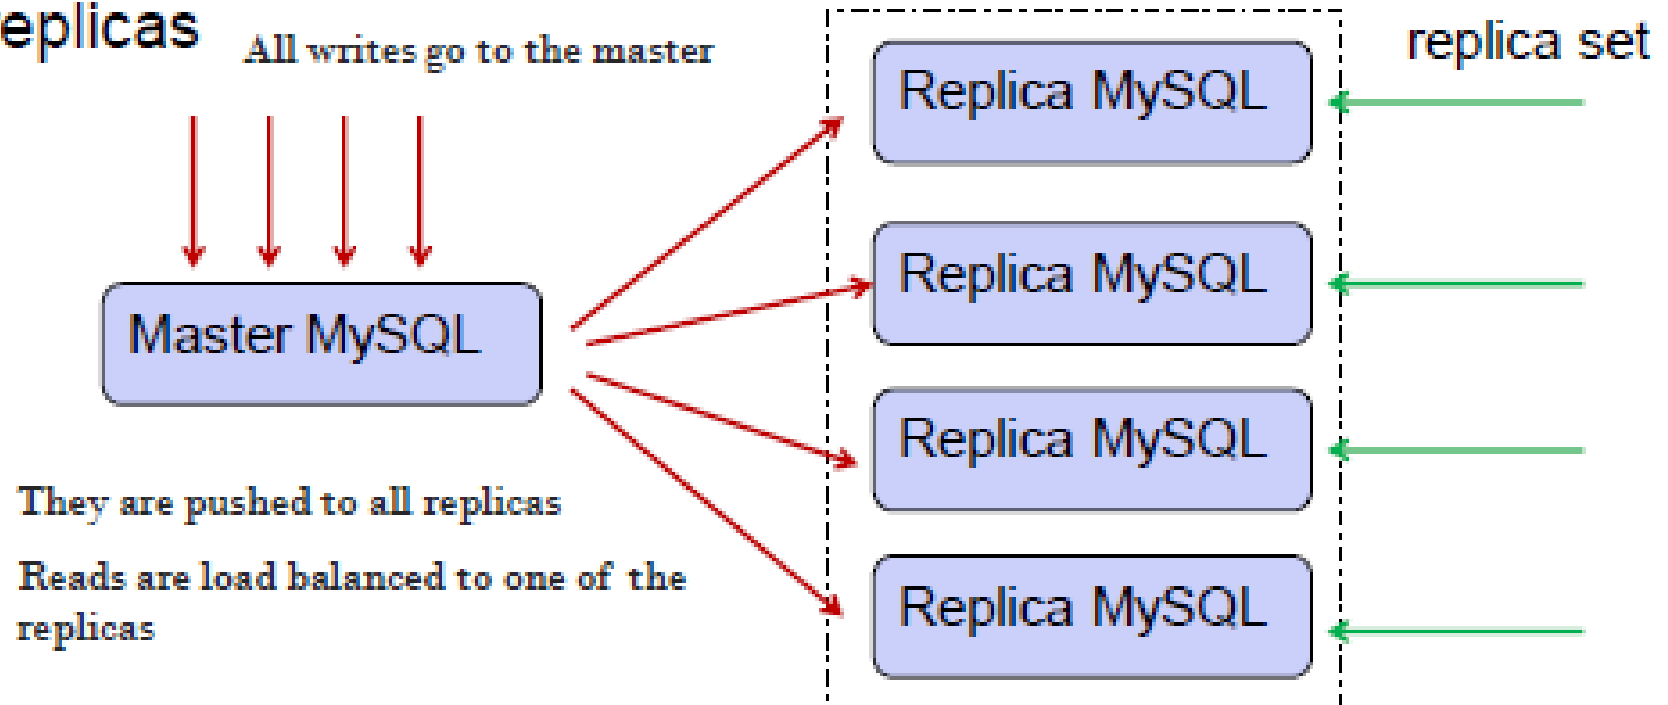 eplicas
All writes go to the master
replica set
Replica MySQL
Replica MySQL
Master MySQL
Replica MySQL
They are pushed to all replicas
Reads are load balanced to one of the
replicas
Replica MySQL